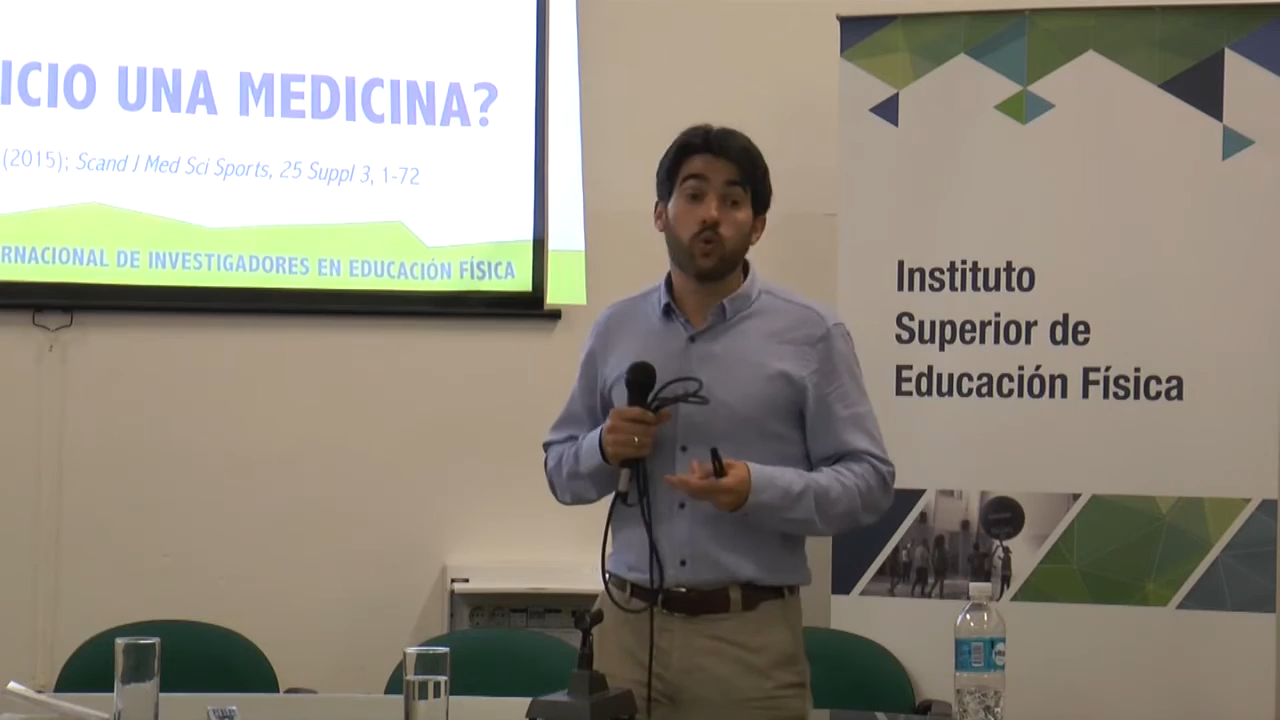 ICIO UNA MEDICINA?
(2015); Scand J Med Sci Sports, 25 Suppl 3, 1-72
RNACIONAL DE INVESTIGADORES EN EDUCACIÓN FÍSICA
Instituto
Superior de
Educación Física